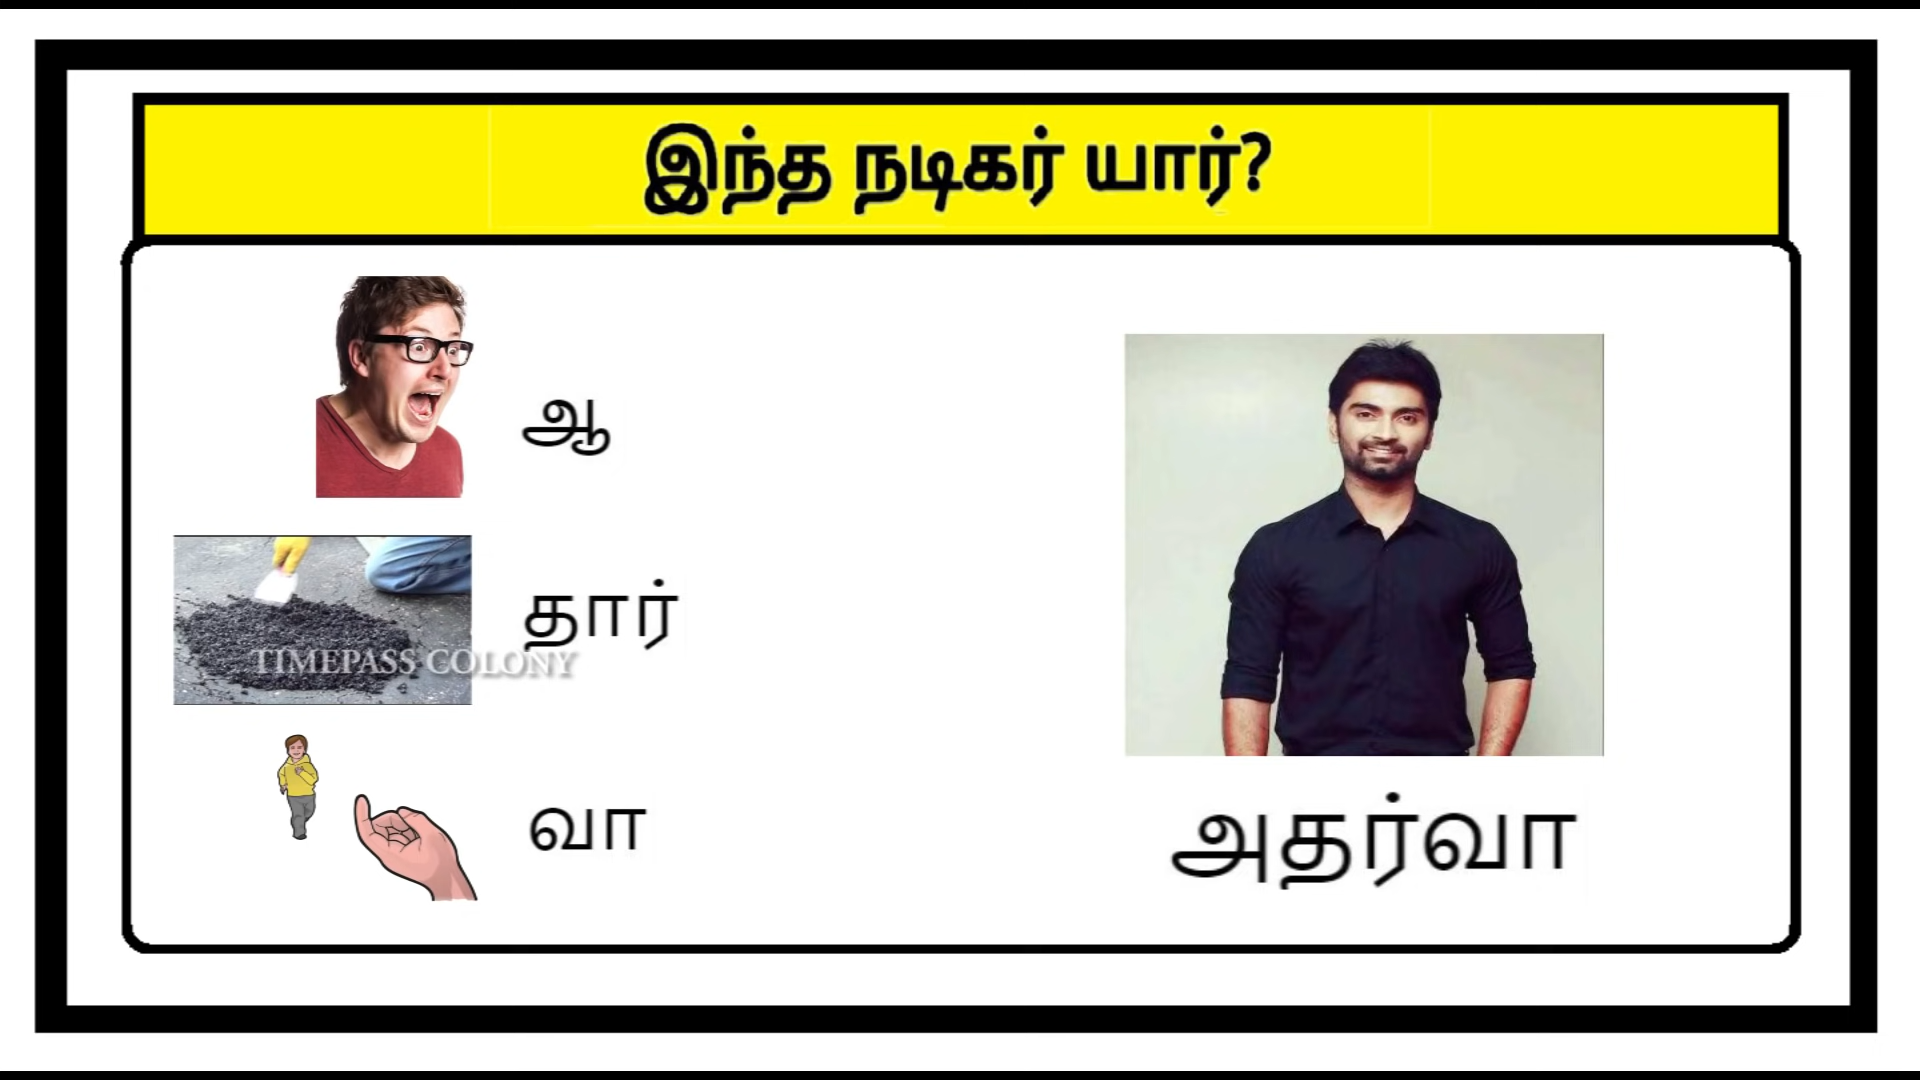 இந்த நடிகர் யார்?
ஆ
தார்
TIMEPASS COLONY
வா
அதர்வா